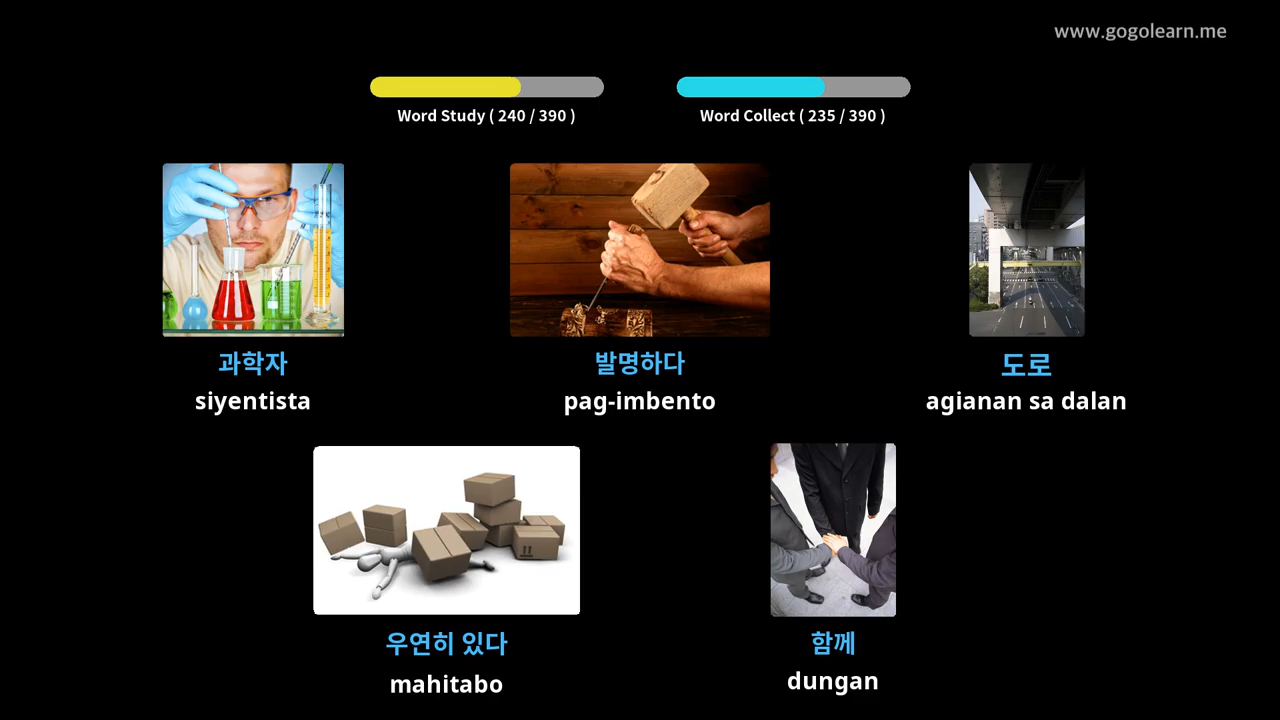 www.gogolearn.me
Word Study ( 240 / 390 )
Word Collect ( 235 / 390 )
과학자
siyentista
발명하다
pag-imbento
도로
agianan sa dalan
우연히 있다
mahitabo
함께
dungan